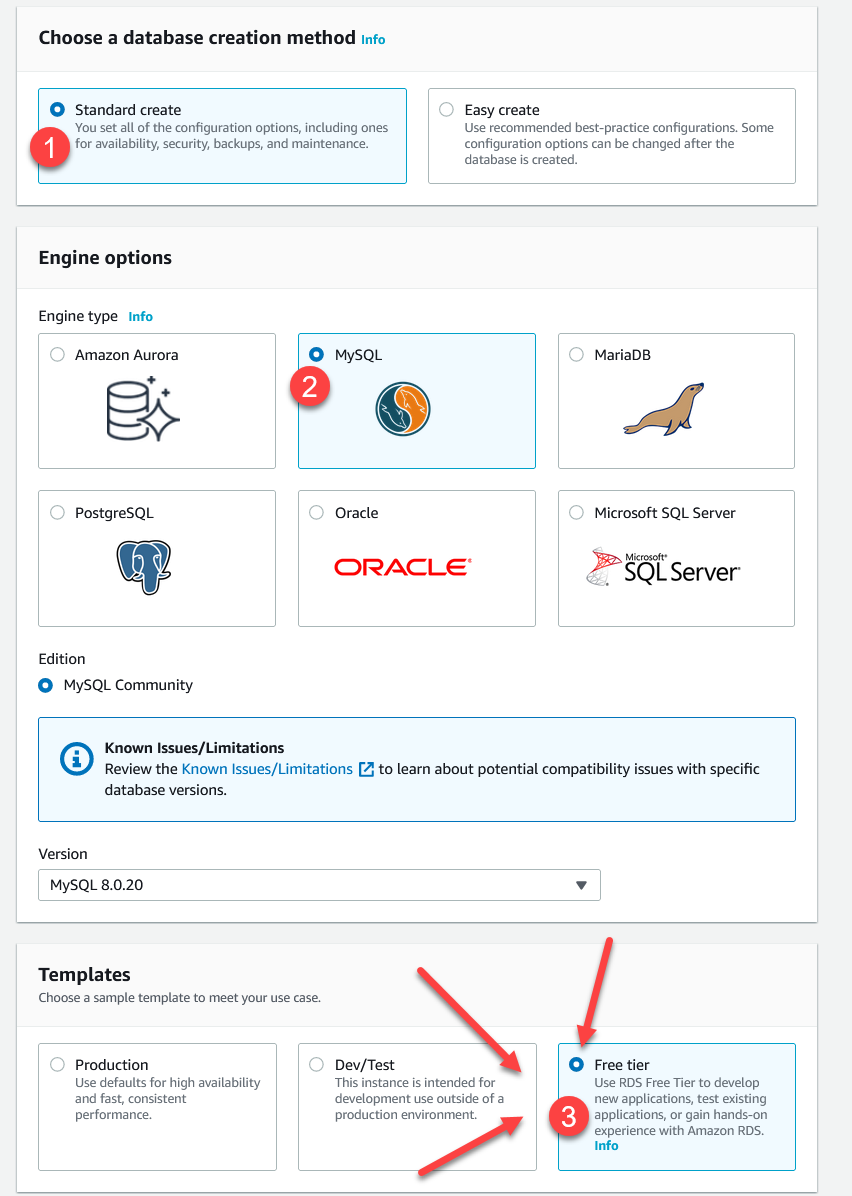 Choose a database creation method Info
Standard create
You set all of the configuration options, including ones
for availability, security, backups, and maintenance.
1
Easy create
Use recommended best-practice configurations. Some
configuration options can be changed after the
database is created.
Engine options
Engine type Info
Amazon Aurora
MySQL
2
MariaDB
PostgreSQL
Oracle
ORACLE®
Microsoft SQL Server
Microsoft®
SQL Server®
Edition
MySQL Community
Known Issues/Limitations
Review the Known Issues/Limitations to learn about potential compatibility issues with specific
database versions.
Version
MySQL 8.0.20
Templates
Choose a sample template to meet your use case.
Production
Use defaults for high availability
and fast, consistent
performance.
Dev/Test
This instance is intended for
development use outside of a
production environment.
Free tier
Use RDS Free Tier to develop
new applications, test existing
applications, or gain hands-on
experience with Amazon RDS.
Info
3